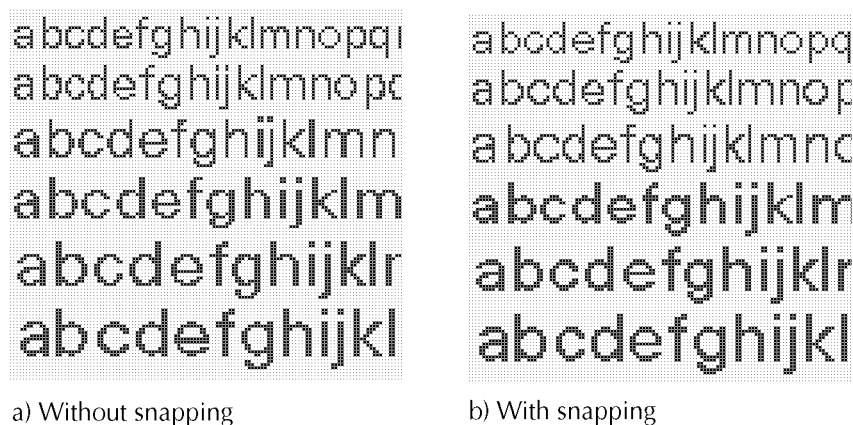 abcdefghijklmnopq
abcdefghijklmnop
abcdefghijklmn
abcdefghijklm
abcdefghijkl
abcdefghijkl
a) Without snapping
abcdefghijklmnopq
abcdefghijklmnop
abcdefghijklmn
abcdefghijklm
abcdefghijkl
abcdefghijkl
b) With snapping